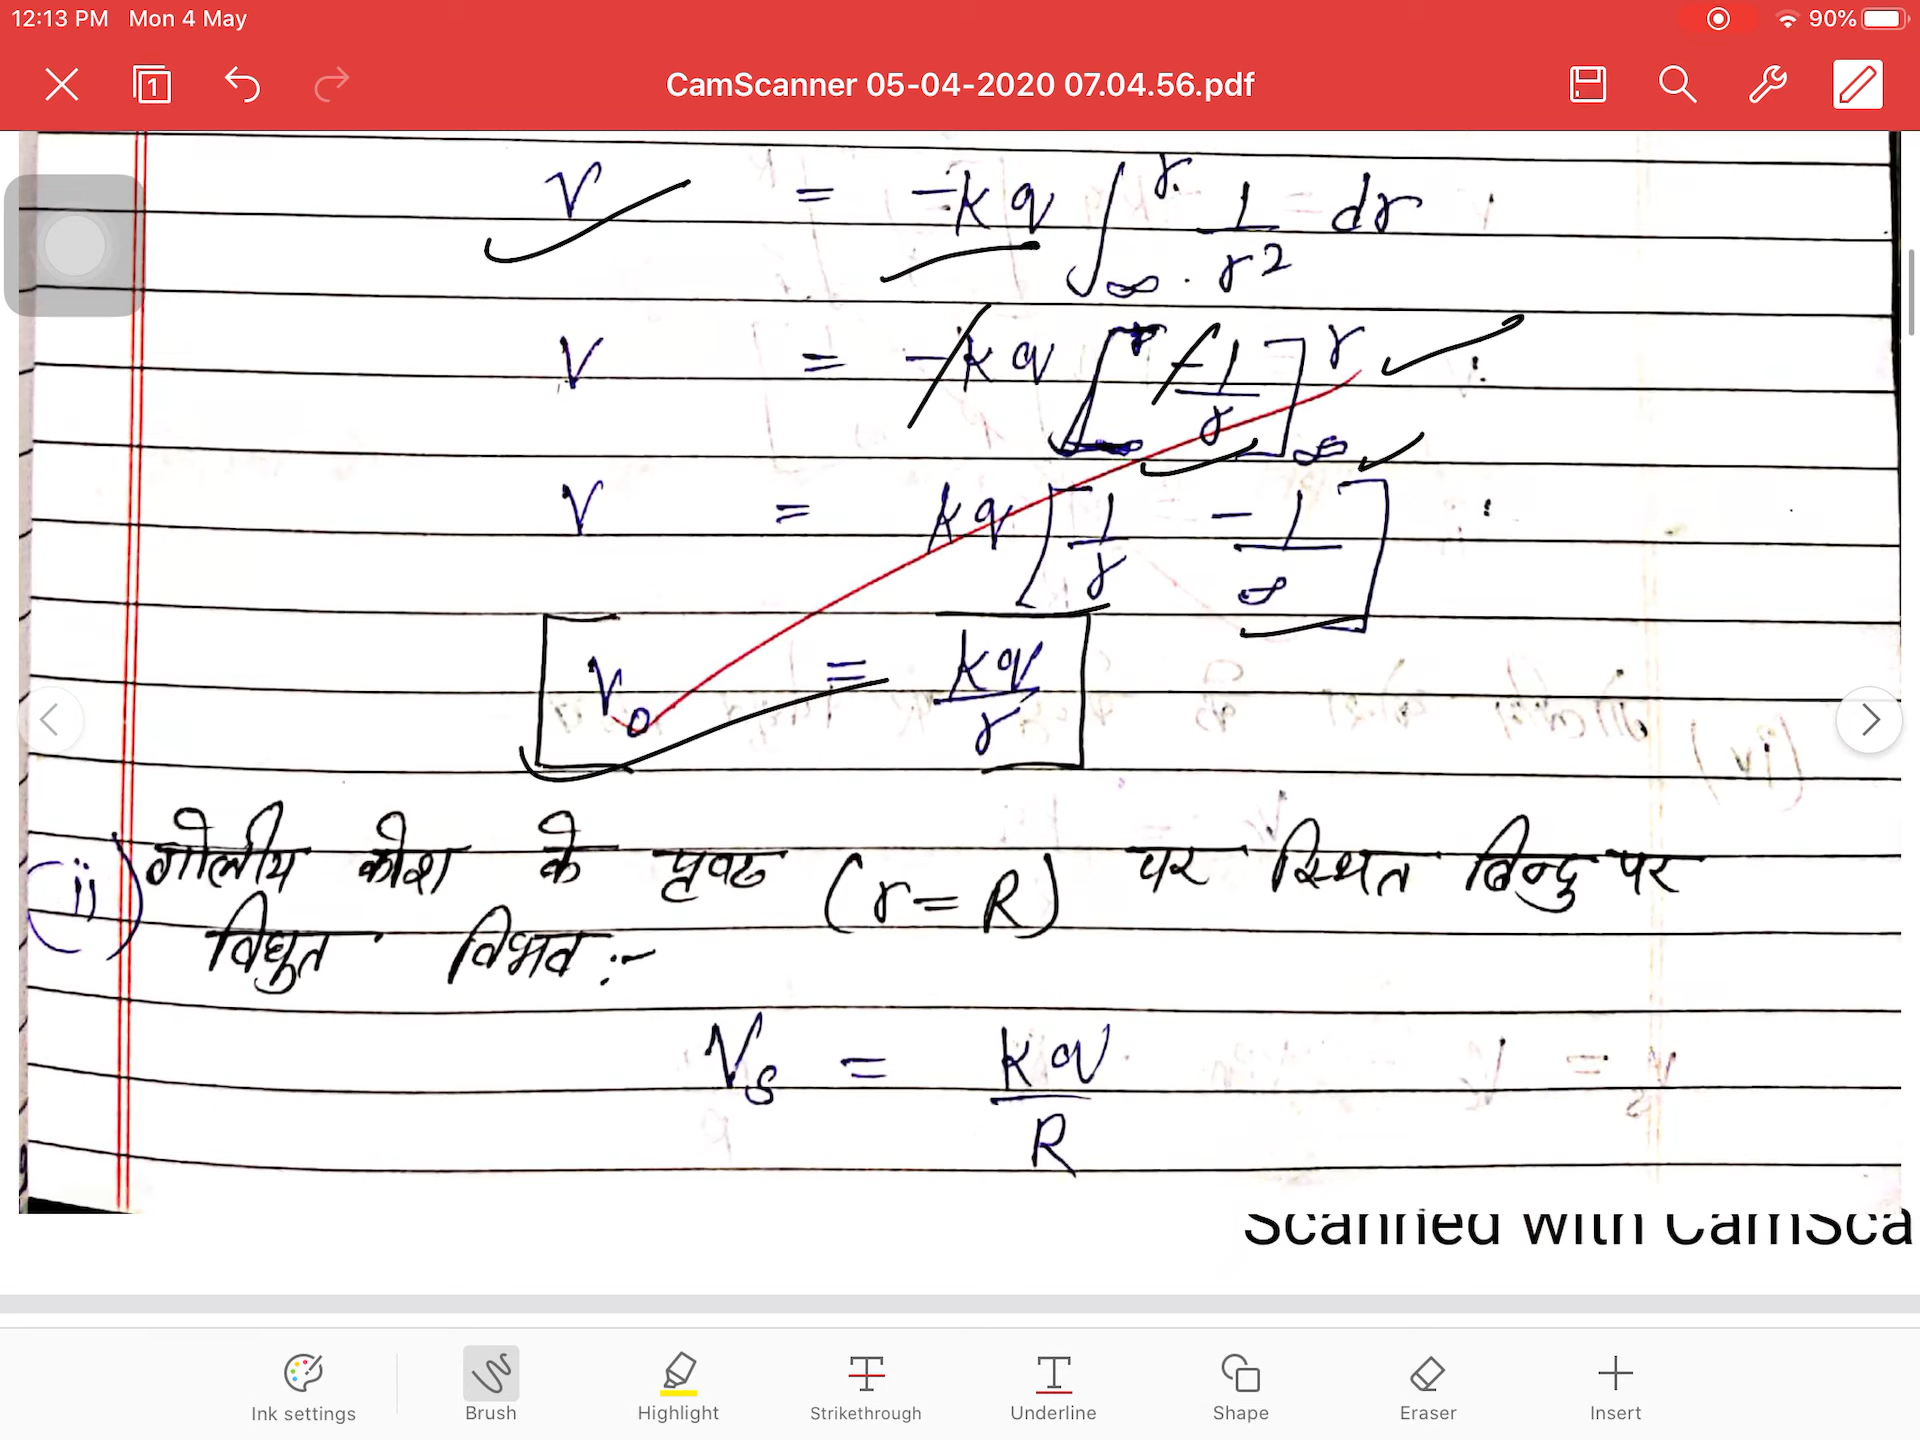 12:13 PM Mon 4 May 90%
CamScanner 05-04-2020 07.04.56.pdf
V = -kq ∫_∞^r 1/r² dr
V = -kq [-1/r]_∞^r
V = kq [1/r - 1/∞]
V₀ = kq/r
(ii) गोलीय कोश के पृष्ठ (r=R) पर स्थित बिन्दु पर
विधुत विभव :-
Vs = kq/R
Scanned with CamSca
Ink settings Brush Highlight Strikethrough Underline Shape Eraser Insert